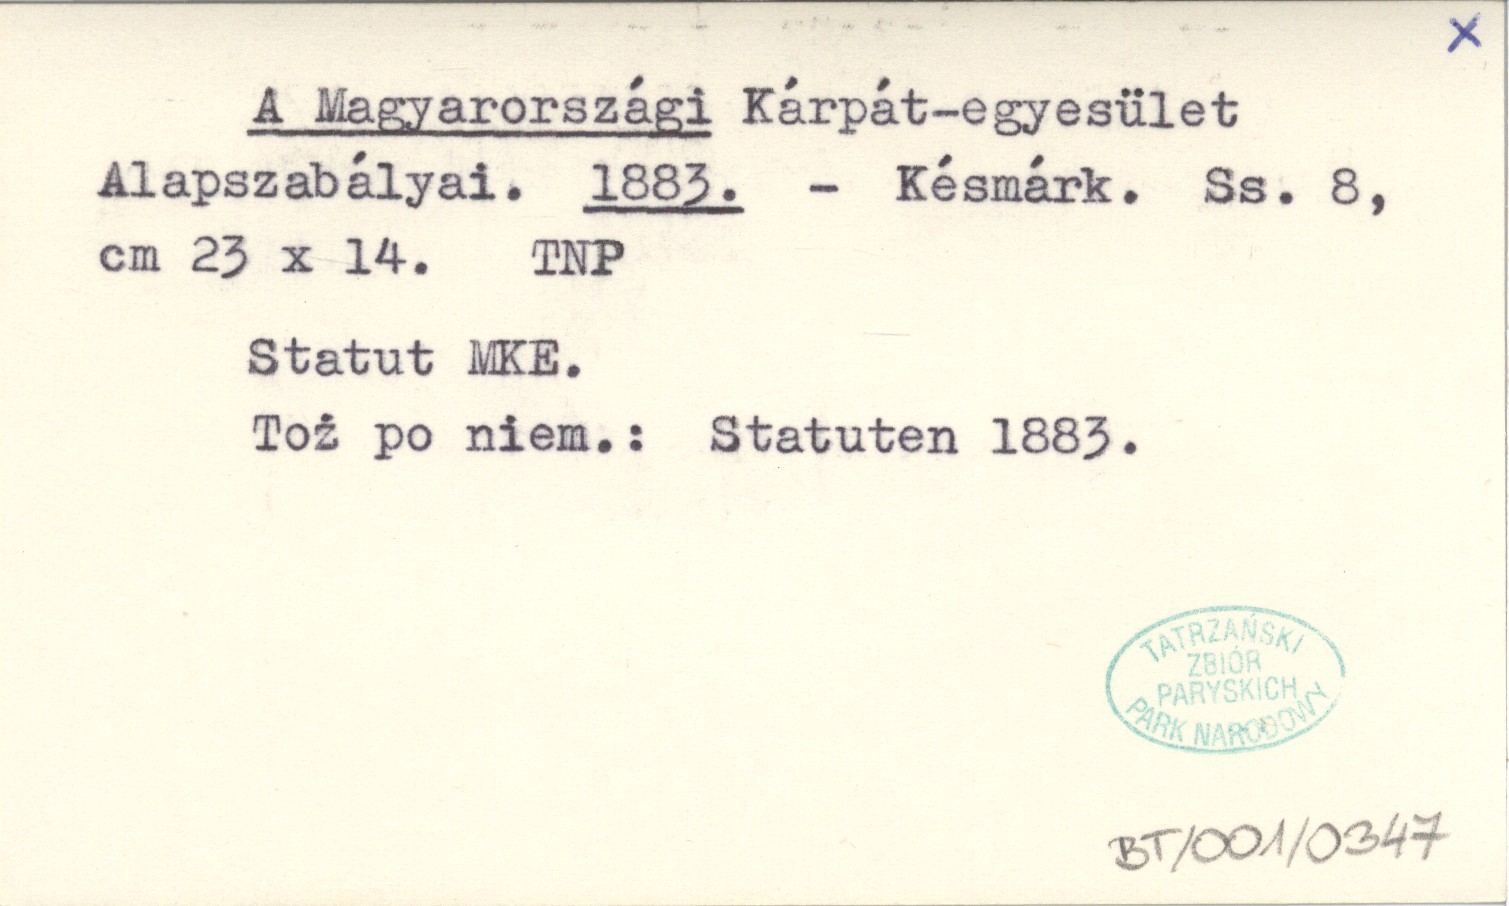 x
A Magyarországi Kárpát-egyesület
Alapszabályai. 1883. - Késmárk. Ss. 8,
cm 23 x 14. TNP
Statut MKE.
Toż po niem.: Statuten 1883.
TATRZAŃSKI
ZBIÓR
PARYSKICH
PARK NARODOWY
BT/001/0347